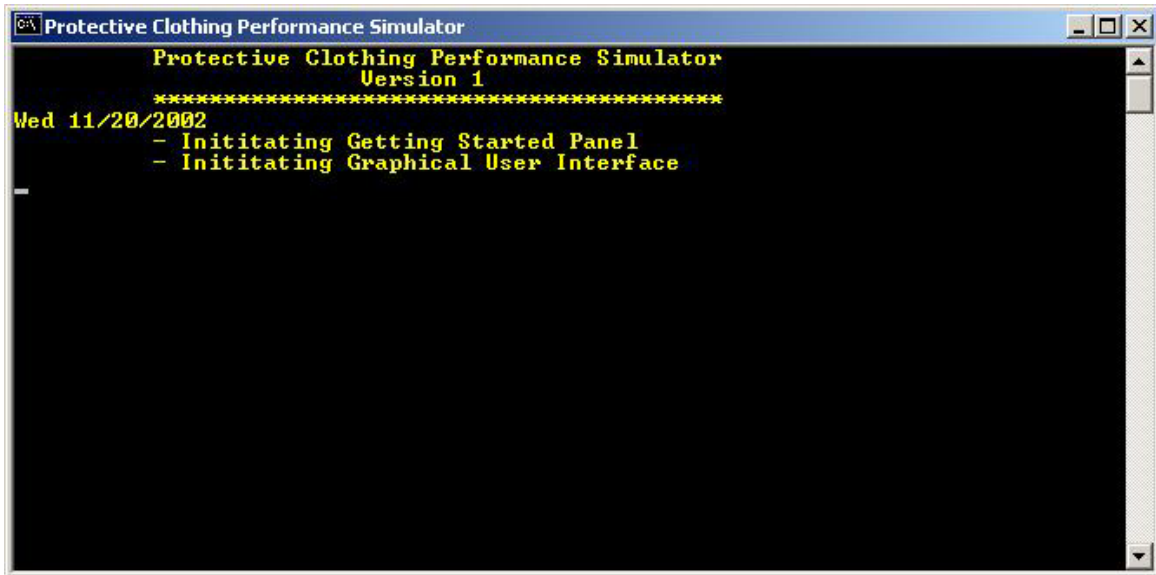 Protective Clothing Performance Simulator
Protective Clothing Performance Simulator
Version 1
*****************************************
Wed 11/20/2002
- Inititating Getting Started Panel
- Inititating Graphical User Interface